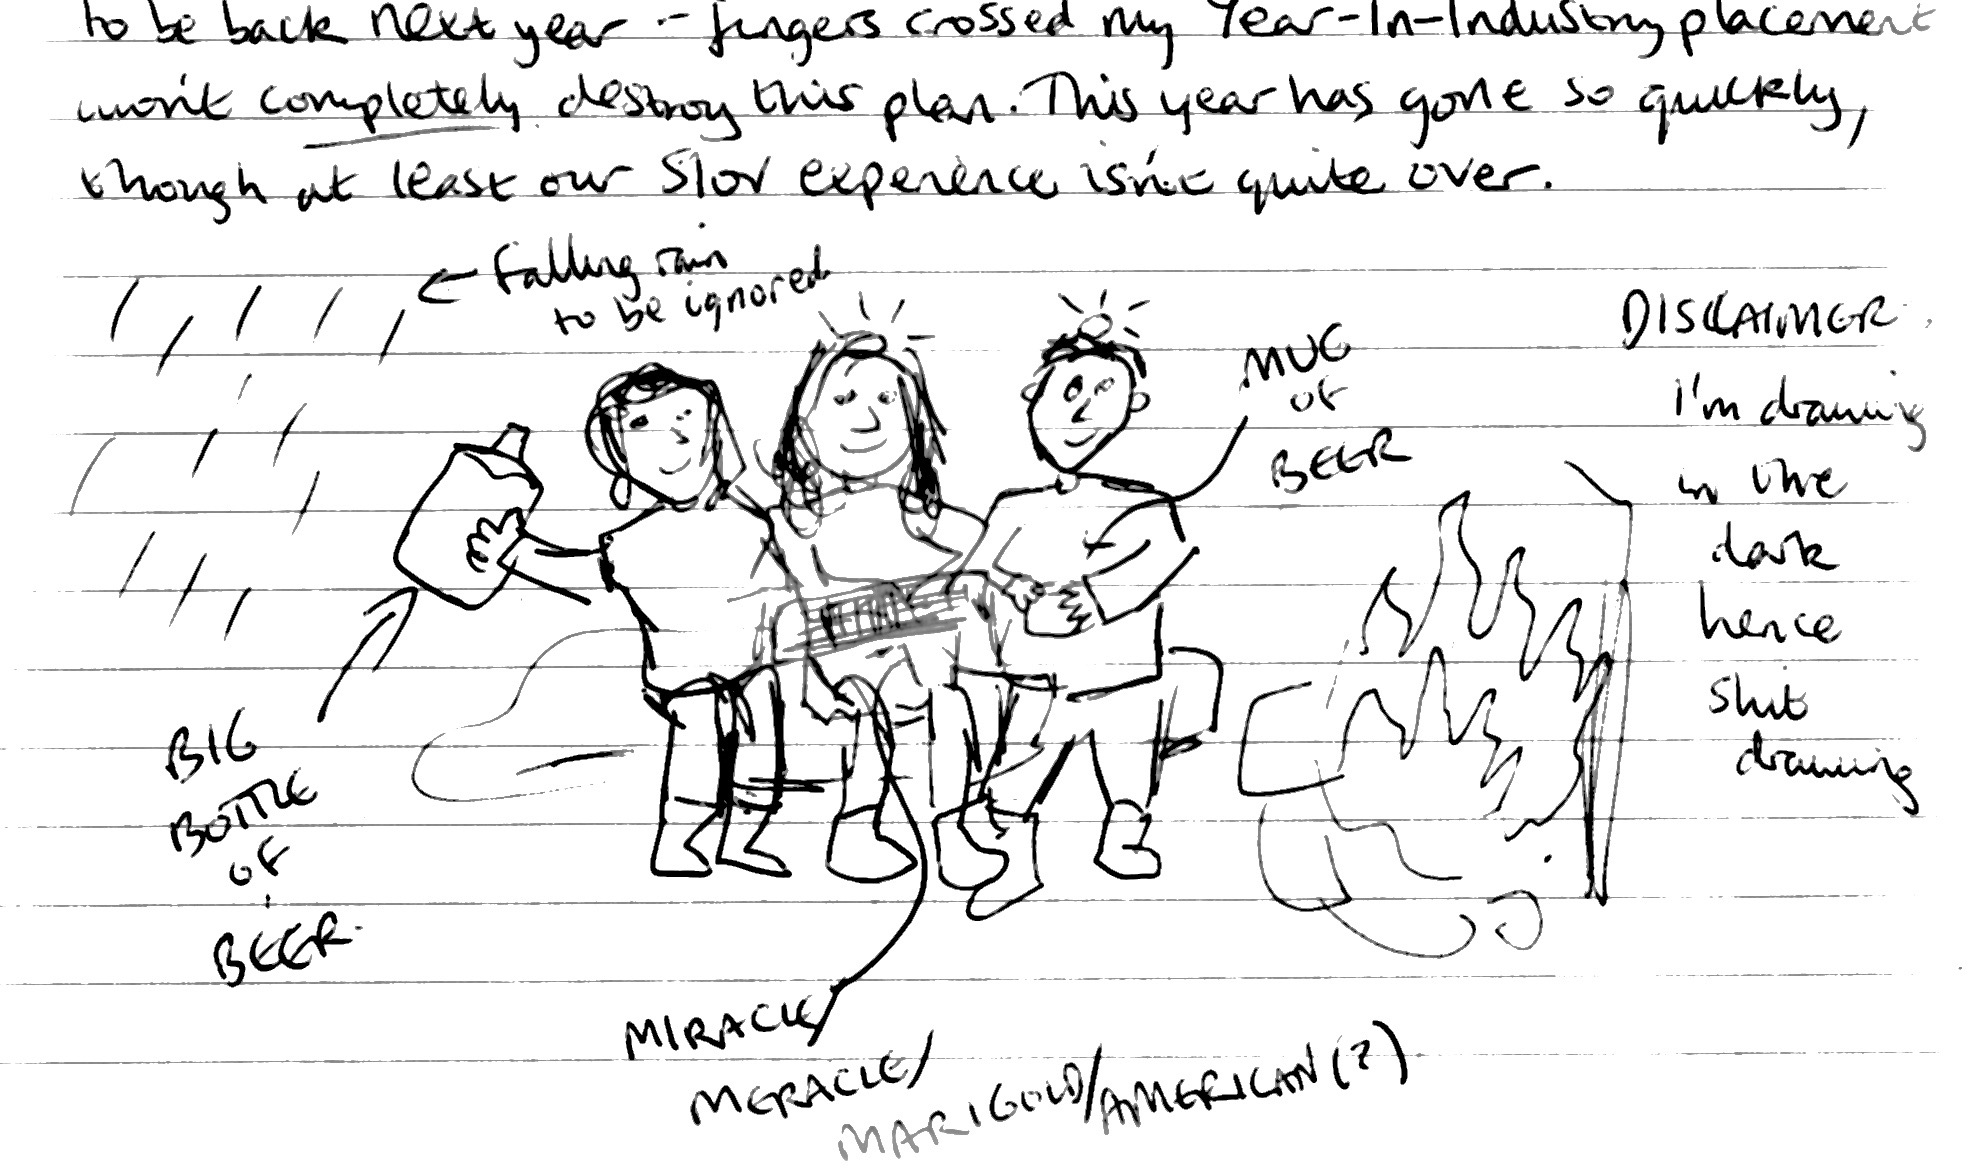 to be back next year - fingers crossed my Year-In-Industry placement
won't completely destroy this plan. This year has gone so quickly,
though at least our Slov experience isn't quite over.
← Falling rain
to be ignored
DISCLAIMER
I'm drawing
in the
dark
hence
shit
drawing
MUG
OF
BEER
BIG
BOTTLE
OF
BEER.
MIRACLE/
MERACLE/
MARIGOLD/AMERICAN(?)